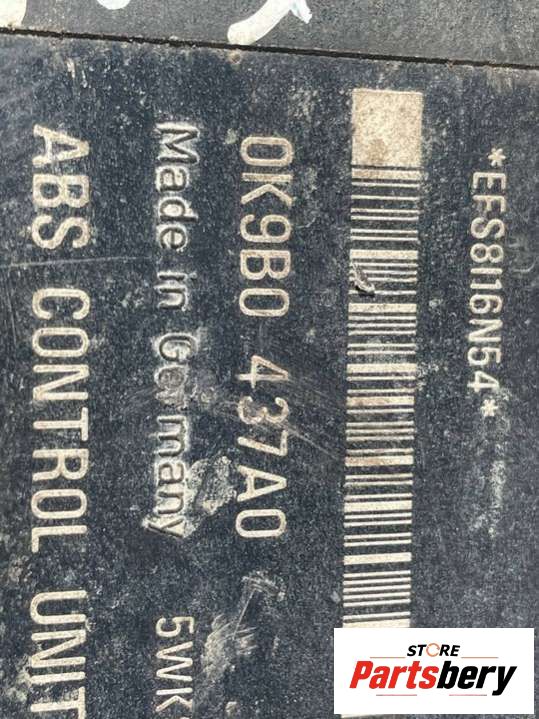 *EFS8I16N54*
0K9B0 437A0
Made in Germany 5WK
ABS CONTROL UNIT
STORE
Partsbery